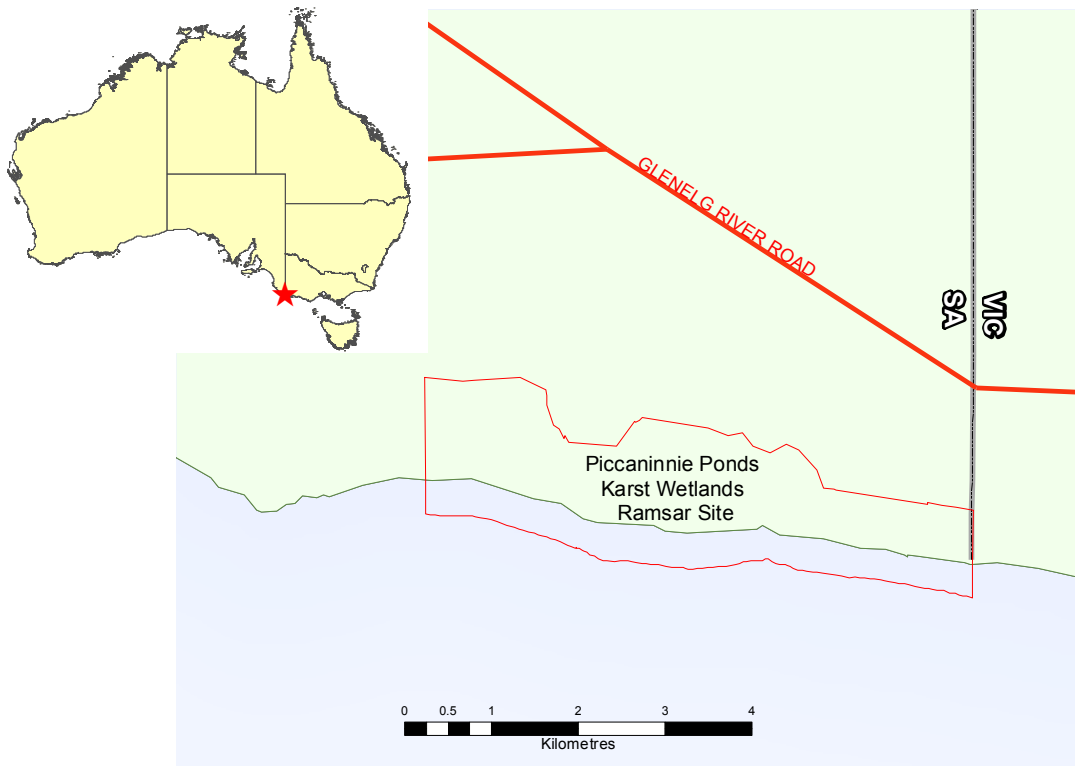 GLENELG RIVER ROAD
SA
VIC
Piccaninnie Ponds
Karst Wetlands
Ramsar Site
0 0.5 1 2 3 4
Kilometres